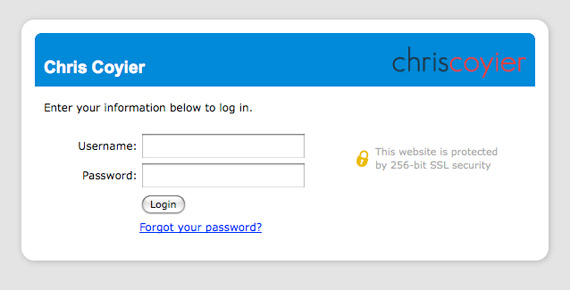 Chris Coyier
chriscoyier
Enter your information below to log in.
Username:
This website is protected
by 256-bit SSL security
Password:
Login
Forgot your password?